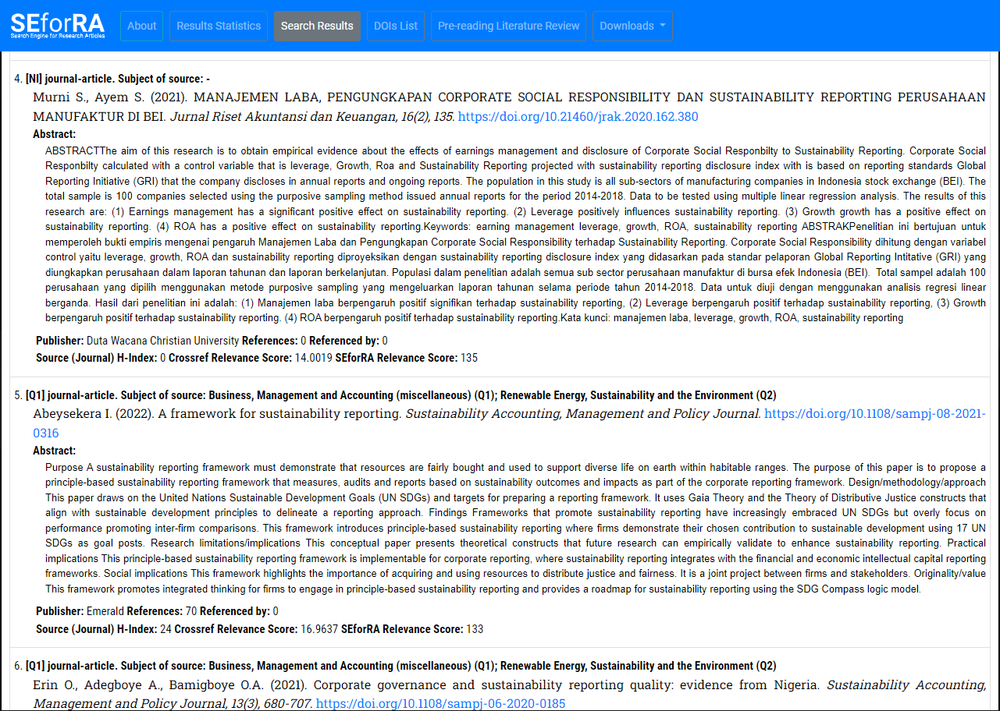 SEforRA
Search Engine for Research Articles
About
Results Statistics
Search Results
DOIs List
Pre-reading Literature Review
Downloads
4. [NI] journal-article. Subject of source: -
Murni S., Ayem S. (2021). MANAJEMEN LABA, PENGUNGKAPAN CORPORATE SOCIAL RESPONSIBILITY DAN SUSTAINABILITY REPORTING PERUSAHAAN
MANUFAKTUR DI BEI. Jurnal Riset Akuntansi dan Keuangan, 16(2), 135. https://doi.org/10.21460/jrak.2020.162.380
Abstract:
ABSTRACTThe aim of this research is to obtain empirical evidence about the effects of earnings management and disclosure of Corporate Social Responbilty to Sustainability Reporting. Corporate Social
Responbilty calculated with a control variable that is leverage, Growth, Roa and Sustainability Reporting projected with sustainability reporting disclosure index with is based on reporting standards Global
Reporting Initiative (GRI) that the company discloses in annual reports and ongoing reports. The population in this study is all sub-sectors of manufacturing companies in Indonesia stock exchange (BEI). The
total sample is 100 companies selected using the purposive sampling method issued annual reports for the period 2014-2018. Data to be tested using multiple linear regression analysis. The results of this
research are: (1) Earnings management has a significant positive effect on sustainability reporting. (2) Leverage positively influences sustainability reporting. (3) Growth growth has a positive effect on
sustainability reporting. (4) ROA has a positive effect on sustainability reporting.Keywords: earning management leverage, growth, ROA, sustainability reporting ABSTRAKPenelitian ini bertujuan untuk
memperoleh bukti empiris mengenai pengaruh Manajemen Laba dan Pengungkapan Corporate Social Responsibility terhadap Sustainability Reporting. Corporate Social Responsibility dihitung dengan variabel
control yaitu leverage, growth, ROA dan sustainability reporting diproyeksikan dengan sustainability reporting disclosure index yang didasarkan pada standar pelaporan Global Reporting Intitative (GRI) yang
diungkapkan perusahaan dalam laporan tahunan dan laporan berkelanjutan. Populasi dalam penelitian adalah semua sub sector perusahaan manufaktur di bursa efek Indonesia (BEI).  Total sampel adalah 100
perusahaan yang dipilih menggunakan metode purposive sampling yang mengeluarkan laporan tahunan selama periode tahun 2014-2018. Data untuk diuji dengan menggunakan analisis regresi linear
berganda. Hasil dari penelitian ini adalah: (1) Manajemen laba berpengaruh positif signifikan terhadap sustainability reporting, (2) Leverage berpengaruh positif terhadap sustainability reporting, (3) Growth
berpengaruh positif terhadap sustainability reporting. (4) ROA berpengaruh positif terhadap sustainability reporting.Kata kunci: manajemen laba, leverage, growth, ROA, sustainability reporting
Publisher: Duta Wacana Christian University References: 0 Referenced by: 0
Source (Journal) H-Index: 0 Crossref Relevance Score: 14.0019 SEforRA Relevance Score: 135
5. [Q1] journal-article. Subject of source: Business, Management and Accounting (miscellaneous) (Q1); Renewable Energy, Sustainability and the Environment (Q2)
Abeysekera I. (2022). A framework for sustainability reporting. Sustainability Accounting, Management and Policy Journal. https://doi.org/10.1108/sampj-08-2021-
0316
Abstract:
Purpose A sustainability reporting framework must demonstrate that resources are fairly bought and used to support diverse life on earth within habitable ranges. The purpose of this paper is to propose a
principle-based sustainability reporting framework that measures, audits and reports based on sustainability outcomes and impacts as part of the corporate reporting framework. Design/methodology/approach
This paper draws on the United Nations Sustainable Development Goals (UN SDGs) and targets for preparing a reporting framework. It uses Gaia Theory and the Theory of Distributive Justice constructs that
align with sustainable development principles to delineate a reporting approach. Findings Frameworks that promote sustainability reporting have increasingly embraced UN SDGs but overly focus on
performance promoting inter-firm comparisons. This framework introduces principle-based sustainability reporting where firms demonstrate their chosen contribution to sustainable development using 17 UN
SDGs as goal posts. Research limitations/implications This conceptual paper presents theoretical constructs that future research can empirically validate to enhance sustainability reporting. Practical
implications This principle-based sustainability reporting framework is implementable for corporate reporting, where sustainability reporting integrates with the financial and economic intellectual capital reporting
frameworks. Social implications This framework highlights the importance of acquiring and using resources to distribute justice and fairness. It is a joint project between firms and stakeholders. Originality/value
This framework promotes integrated thinking for firms to engage in principle-based sustainability reporting and provides a roadmap for sustainability reporting using the SDG Compass logic model.
Publisher: Emerald References: 70 Referenced by: 0
Source (Journal) H-Index: 24 Crossref Relevance Score: 16.9637 SEforRA Relevance Score: 133
6. [Q1] journal-article. Subject of source: Business, Management and Accounting (miscellaneous) (Q1); Renewable Energy, Sustainability and the Environment (Q2)
Erin O., Adegboye A., Bamigboye O.A. (2021). Corporate governance and sustainability reporting quality: evidence from Nigeria. Sustainability Accounting,
Management and Policy Journal, 13(3), 680-707. https://doi.org/10.1108/sampj-06-2020-0185